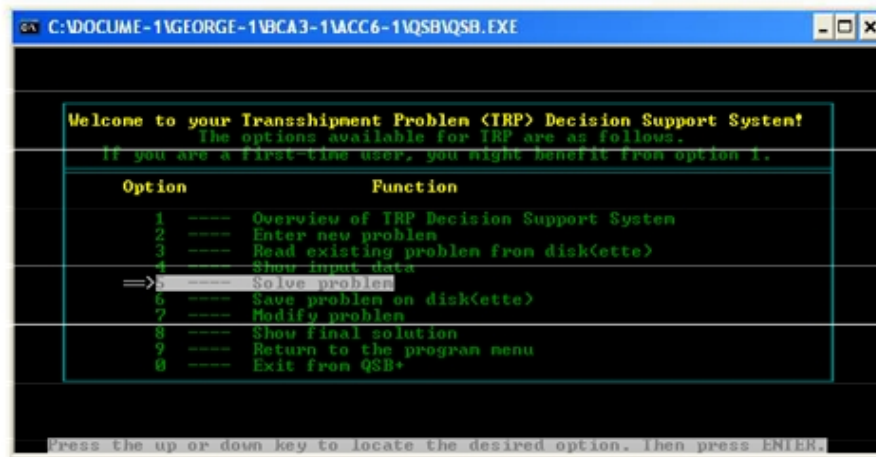 C:\DOCUME~1\GEORGE~1\BCA3~1\ACC6~1\QSB\QSB.EXE
Welcome to your Transshipment Problem (TRP) Decision Support System!
The options available for TRP are as follows.
If you are a first-time user, you might benefit from option 1.
Option Function
1 ---- Overview of TRP Decision Support System
2 ---- Enter new problem
3 ---- Read existing problem from disk(ette)
4 ---- Show input data
==>5 ---- Solve problem
6 ---- Save problem on disk(ette)
7 ---- Modify problem
8 ---- Show final solution
9 ---- Return to the program menu
0 ---- Exit from QSB+
Press the up or down key to locate the desired option. Then press ENTER.